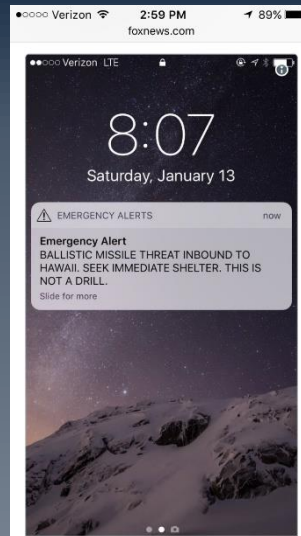 Verizon 2:59 PM 89%
foxnews.com
Verizon LTE
8:07
Saturday, January 13
EMERGENCY ALERTS now
Emergency Alert
BALLISTIC MISSILE THREAT INBOUND TO
HAWAII. SEEK IMMEDIATE SHELTER. THIS IS
NOT A DRILL.
Slide for more